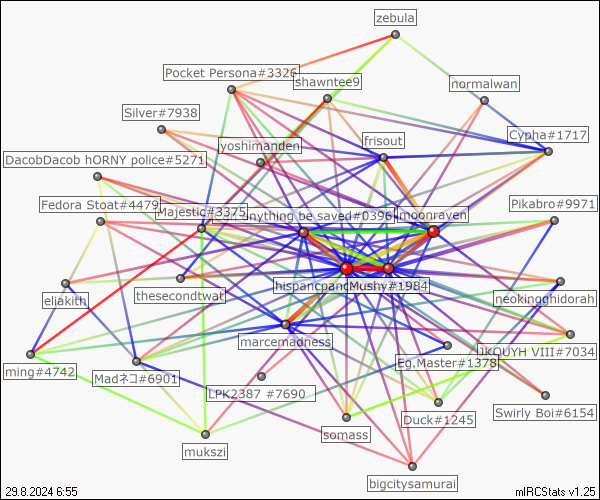 zebula
Pocket Persona#3326
shawntee9
normalwan
Silver#7938
Cypha#1717
yoshimanden
frisout
DacobDacob hORNY police#5271
Fedora Stoat#4479
Majestic#3375
nything be saved#0396
moonraven
Pikabro#9971
eliakith
thesecondtwat
hispancpanc
Mushy#1984
neokingghidorah
marcemadness
JKQUYH VIII#7034
Eg.Master#1378
ming#4742
Madネコ#6901
LPK2387 #7690
Swirly Boi#6154
Duck#1245
somass
mukszi
bigcitysamurai
29.8.2024 6:55
mIRCStats v1.25